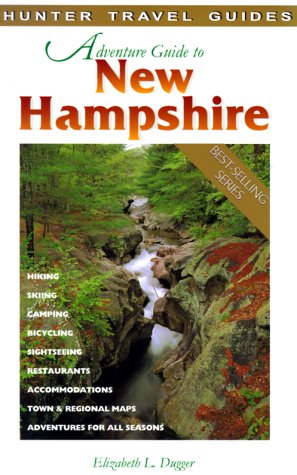 HUNTER TRAVEL GUIDES
Adventure Guide to
New
Hampshire
BEST-SELLING
SERIES
HIKING
SKIING
CAMPING
BICYCLING
SIGHTSEEING
RESTAURANTS
ACCOMMODATIONS
TOWN & REGIONAL MAPS
ADVENTURES FOR ALL SEASONS
Elizabeth L. Dugger